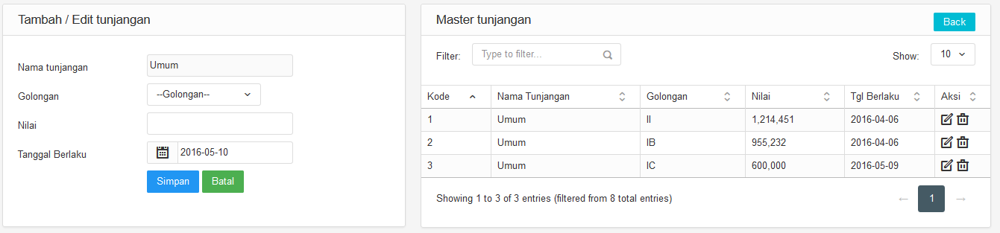 Tambah / Edit tunjangan
Nama tunjangan Umum
Golongan --Golongan--
Nilai
Tanggal Berlaku 2016-05-10
Simpan Batal
Master tunjangan Back
Filter: Type to filter... Show: 10
Kode Nama Tunjangan Golongan Nilai Tgl Berlaku Aksi
1 Umum II 1,214,451 2016-04-06
2 Umum IB 955,232 2016-04-06
3 Umum IC 600,000 2016-05-09
Showing 1 to 3 of 3 entries (filtered from 8 total entries) ← 1 →